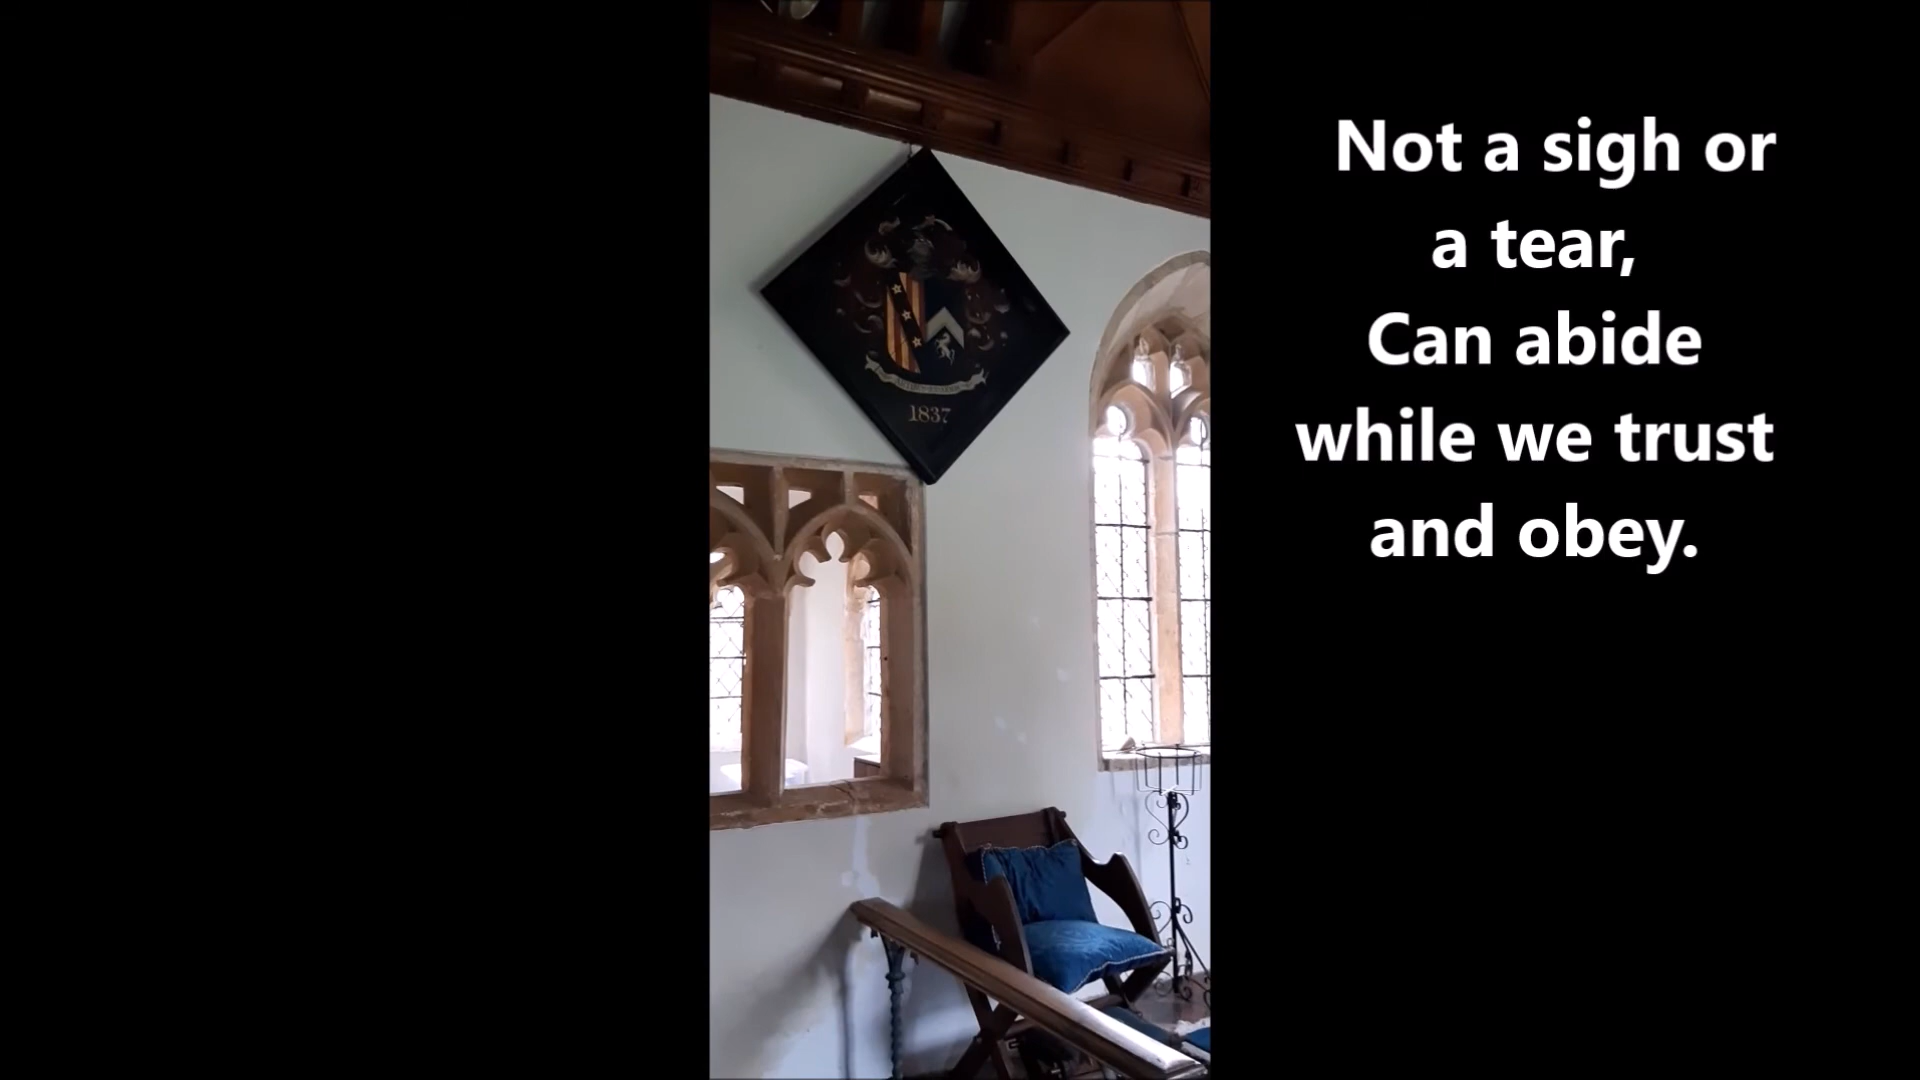 1837
Not a sigh or
a tear,
Can abide
while we trust
and obey.